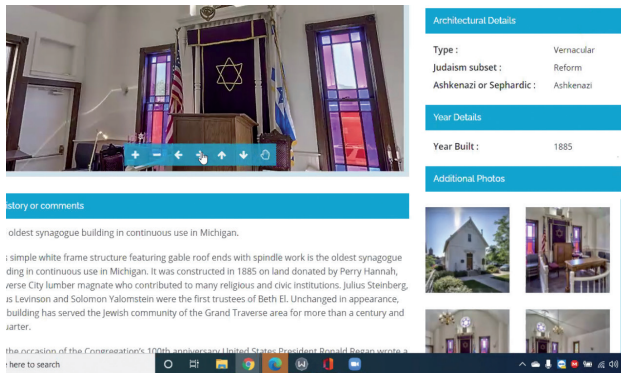 Architectural Details
Type : Vernacular
Judaism subset : Reform
Ashkenazi or Sephardic : Ashkenazi
Year Details
Year Built : 1885
Additional Photos
istory or comments
oldest synagogue building in continuous use in Michigan.
s simple white frame structure featuring gable roof ends with spindle work is the oldest synagogue
ding in continuous use in Michigan. It was constructed in 1885 on land donated by Perry Hannah,
verse City lumber magnate who contributed to many religious and civic institutions. Julius Steinberg,
us Levinson and Solomon Yalomstein were the first trustees of Beth El. Unchanged in appearance,
building has served the Jewish community of the Grand Traverse area for more than a century and
uarter.
the occasion of the Congregation's 100th anniversary United States President Ronald Regan wrote a
here to search